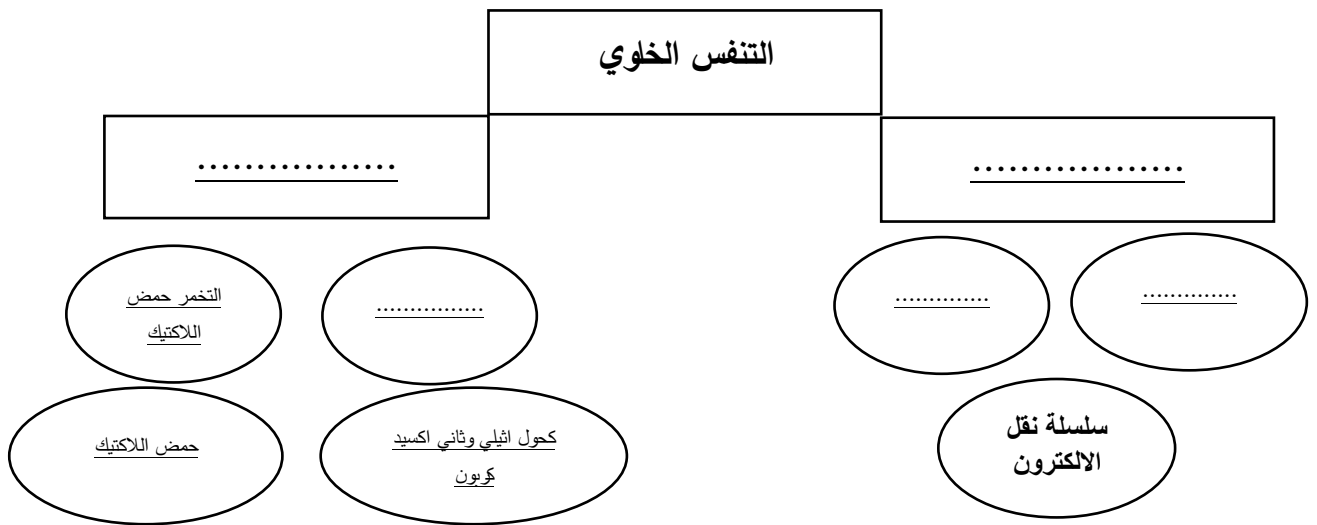 التنفس الخلوي
..................
.................
..............
..............
................
التخمر حمض
اللاكتيك
سلسلة نقل
الالكترون
كحول اثيلي وثاني اكسيد
كربون
حمض اللاكتيك